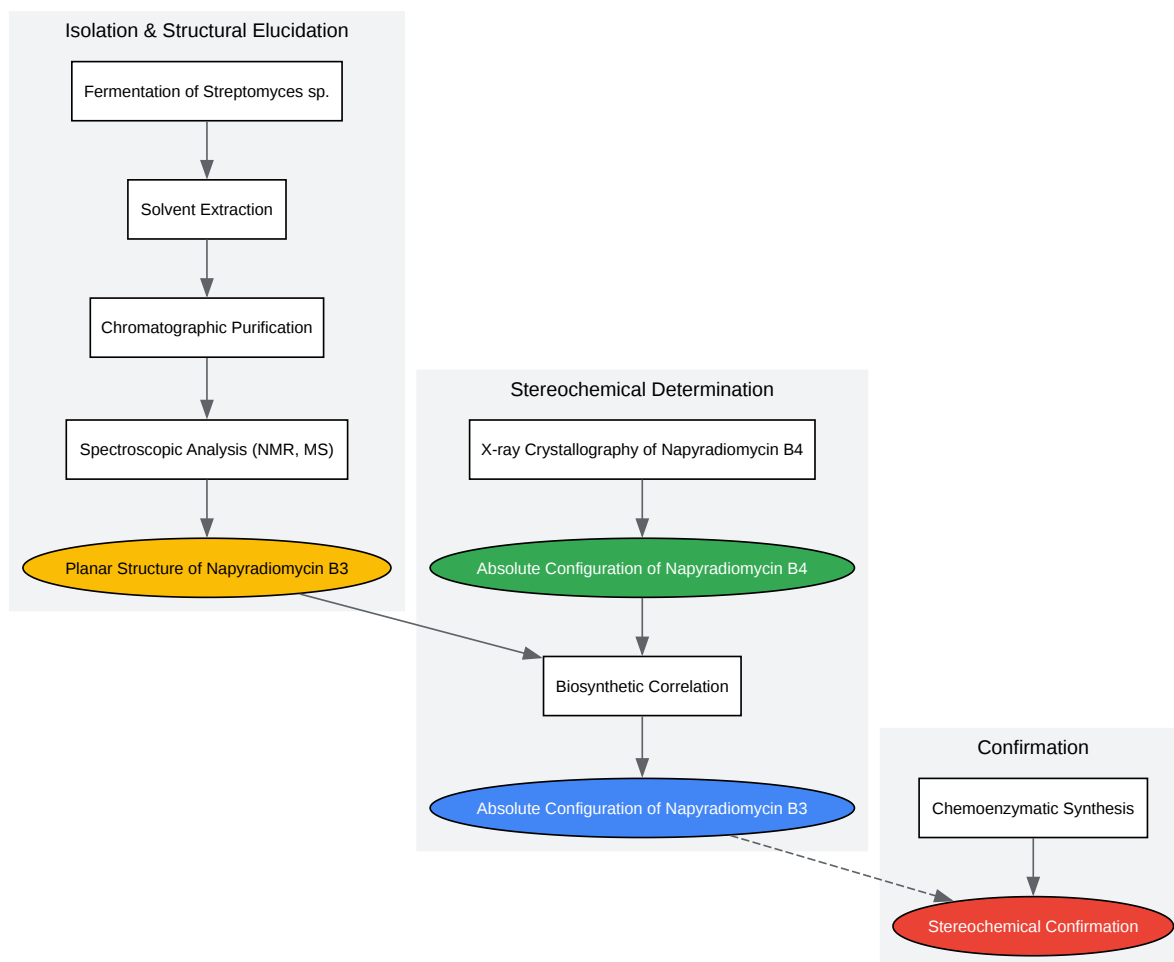 Isolation & Structural Elucidation
Fermentation of Streptomyces sp.
Solvent Extraction
Chromatographic Purification
Spectroscopic Analysis (NMR, MS)
Planar Structure of Napyradiomycin B3
Stereochemical Determination
X-ray Crystallography of Napyradiomycin B4
Absolute Configuration of Napyradiomycin B4
Biosynthetic Correlation
Absolute Configuration of Napyradiomycin B3
Confirmation
Chemoenzymatic Synthesis
Stereochemical Confirmation